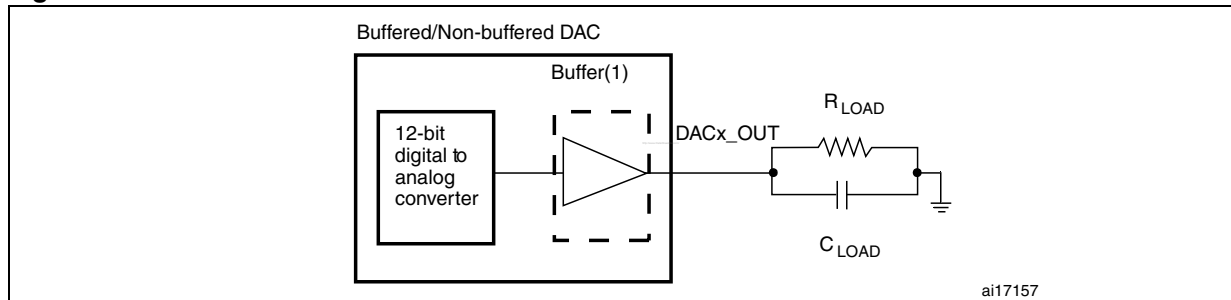 Buffered/Non-buffered DAC
Buffer(1)
12-bit
digital to
analog
converter
DACx_OUT
R LOAD
C LOAD
ai17157